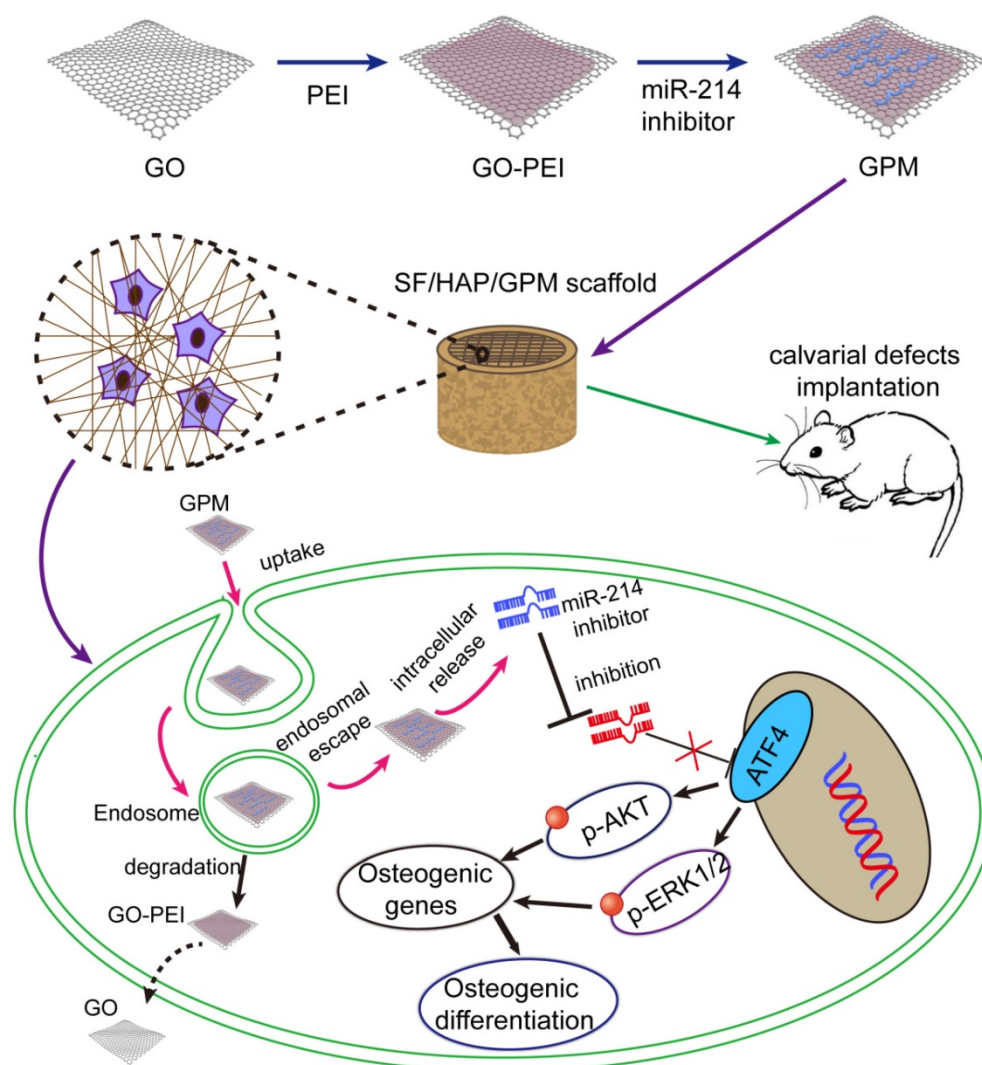 PEI
miR-214
inhibitor
GO
GO-PEI
GPM
SF/HAP/GPM scaffold
calvarial defects
implantation
GPM
uptake
miR-214
inhibitor
intracellular
release
endosomal
escape
inhibition
ATF4
Endosome
p-AKT
degradation
Osteogenic
genes
p-ERK1/2
GO-PEI
Osteogenic
differentiation
GO